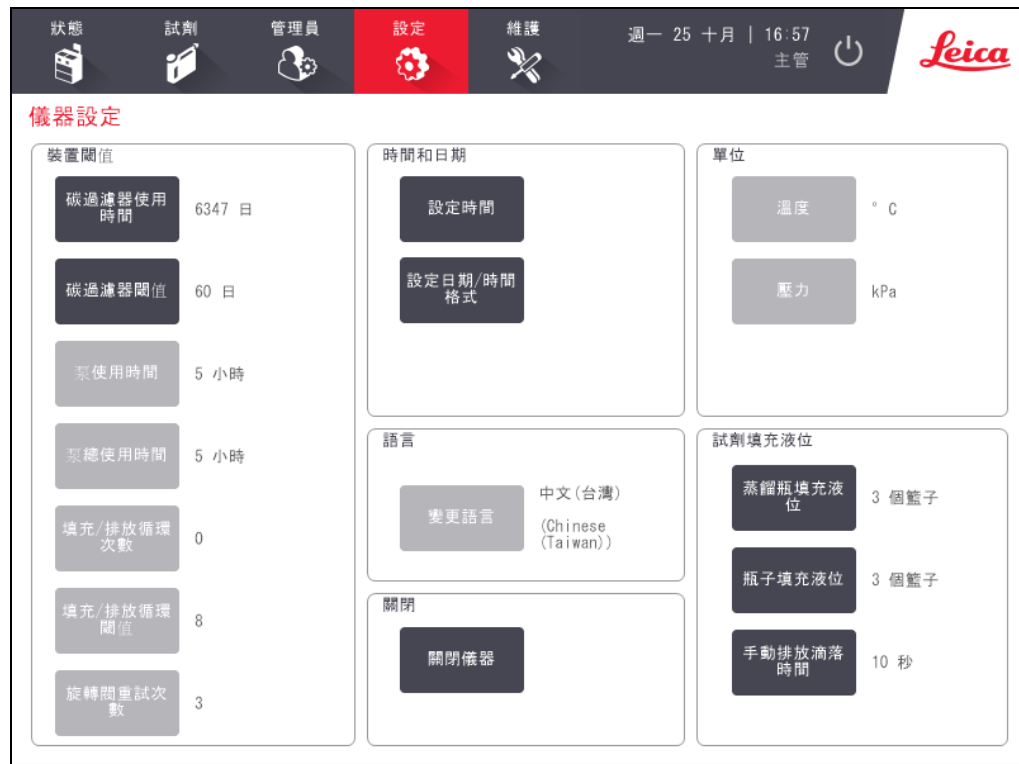 狀態
試劑
管理員
設定
維護
週一 25 十月 | 16:57
主管
Leica
儀器設定
裝置閾值
碳過濾器使用
時間
6347 日
碳過濾器閾值
60 日
泵使用時間
5 小時
泵總使用時間
5 小時
填充/排放循環
次數
0
填充/排放循環
閾值
8
旋轉閥重試次
數
3
時間和日期
設定時間
設定日期/時間
格式
語言
變更語言
中文(台灣)
(Chinese
(Taiwan))
關閉
關閉儀器
單位
溫度
° C
壓力
kPa
試劑填充液位
蒸餾瓶填充液
位
3 個籃子
瓶子填充液位
3 個籃子
手動排放滴落
時間
10 秒